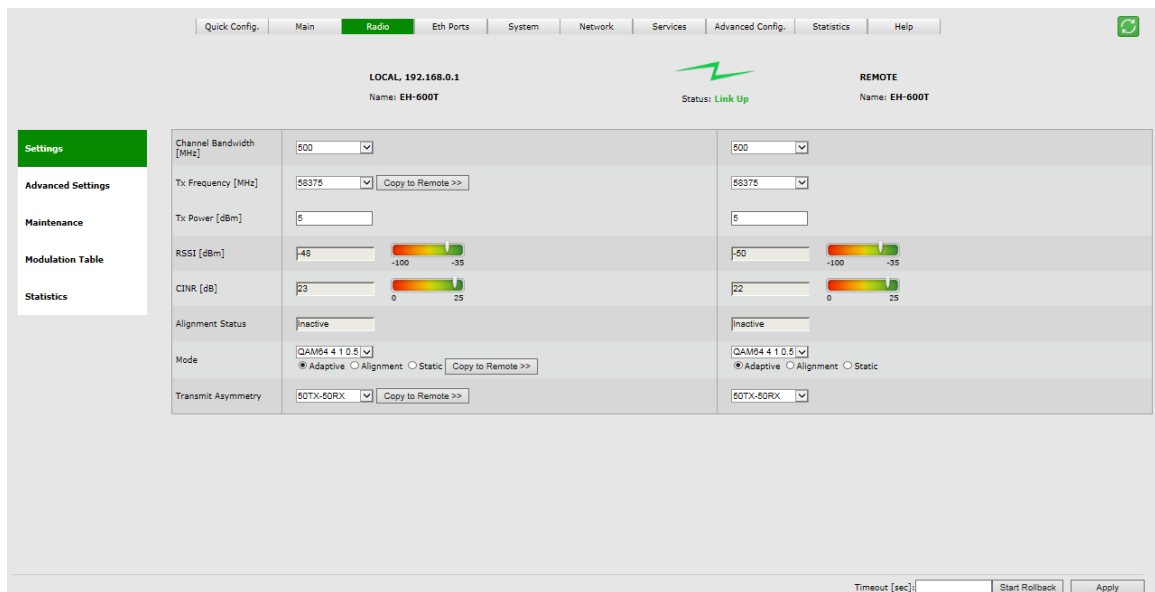 Quick Config. Main Radio Eth Ports System Network Services Advanced Config. Statistics Help
LOCAL, 192.168.0.1 REMOTE
Name: EH-600T Status: Link Up Name: EH-600T
Settings
Advanced Settings
Maintenance
Modulation Table
Statistics
Channel Bandwidth
[MHz] 500 500
Tx Frequency [MHz] 58375 Copy to Remote >> 58375
Tx Power [dBm] 5 5
RSSI [dBm] -48 -50
-100 -35 -100 -35
CINR [dB] 23 22
0 25 0 25
Alignment Status Inactive Inactive
QAM64 4 1 0.5 QAM64 4 1 0.5
Mode Adaptive Alignment Static Copy to Remote >> Adaptive Alignment Static
Transmit Asymmetry 50TX-50RX Copy to Remote >> 50TX-50RX
Timeout [sec]: Start Rollback Apply